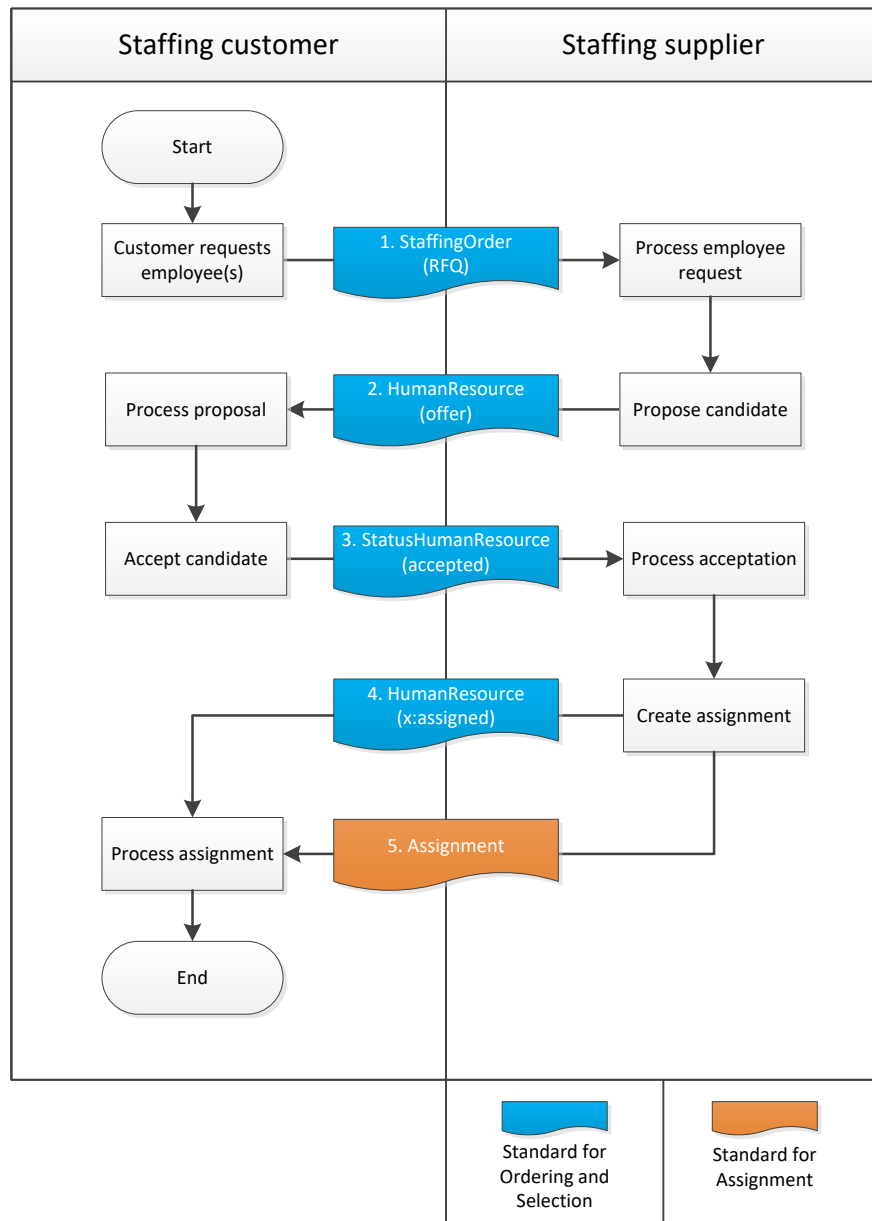 Staffing customer
Staffing supplier
Start
Customer requests
employee(s)
1. StaffingOrder
(RFQ)
Process employee
request
Process proposal
2. HumanResource
(offer)
Propose candidate
Accept candidate
3. StatusHumanResource
(accepted)
Process acceptation
4. HumanResource
(x:assigned)
Create assignment
Process assignment
5. Assignment
End
Standard for
Ordering and
Selection
Standard for
Assignment